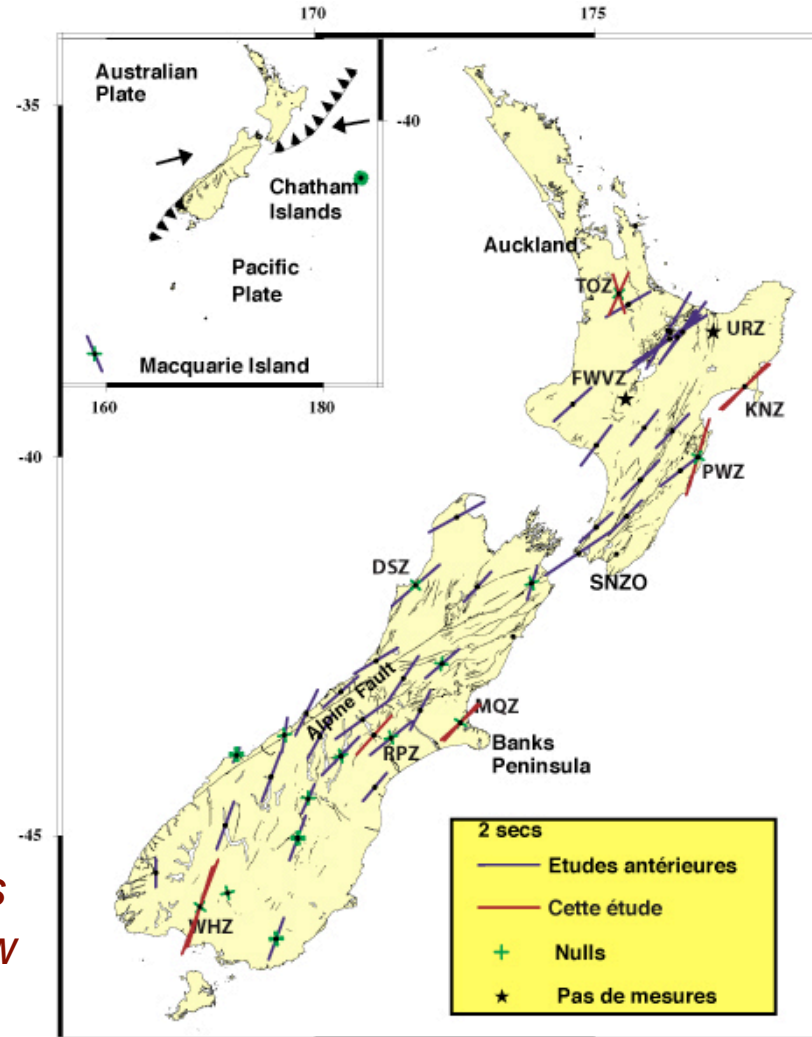 170
175
-35
-40
-45
Australian
Plate
-40
Chatham
Islands
Pacific
Plate
Macquarie Island
160
180
Auckland
TOZ
URZ
FWVZ
KNZ
PWZ
DSZ
SNZO
Alpine Fault
MQZ
RPZ
Banks
Peninsula
WHZ
s
w
2 secs
Etudes antérieures
Cette étude
Nulls
Pas de mesures